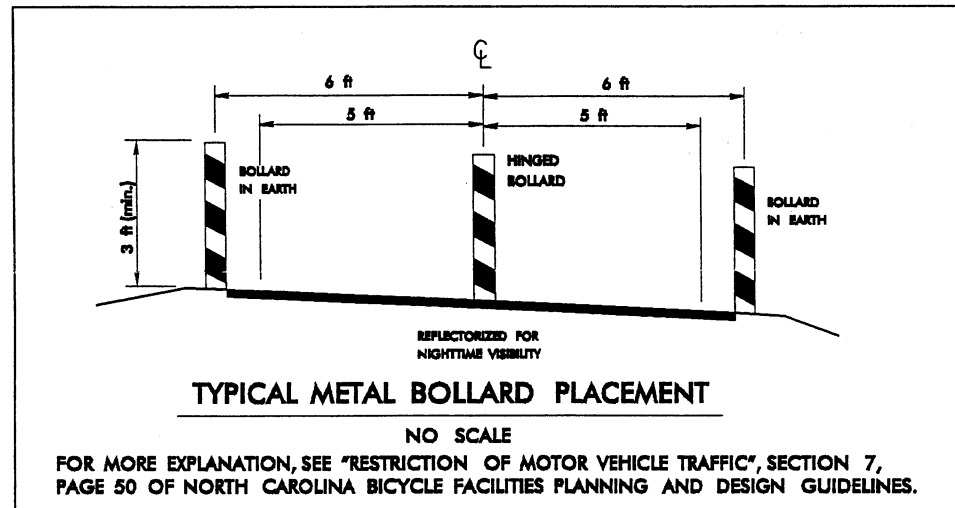 ℄
6 ft 6 ft
5 ft 5 ft
BOLLARD
IN EARTH
HINGED
BOLLARD
BOLLARD
IN EARTH
3 ft (min.)
REFLECTORIZED FOR
NIGHTTIME VISIBILITY
TYPICAL METAL BOLLARD PLACEMENT
NO SCALE
FOR MORE EXPLANATION, SEE "RESTRICTION OF MOTOR VEHICLE TRAFFIC", SECTION 7,
PAGE 50 OF NORTH CAROLINA BICYCLE FACILITIES PLANNING AND DESIGN GUIDELINES.